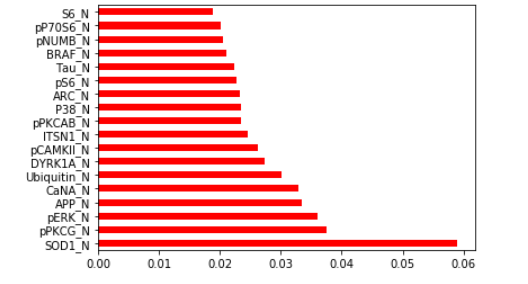 S6_N
pP70S6_N
pNUMB_N
BRAF_N
Tau_N
pS6_N
ARC_N
P38_N
pPKCAB_N
ITSN1_N
pCAMKII_N
DYRK1A_N
Ubiquitin_N
CaNA_N
APP_N
pERK_N
pPKCG_N
SOD1_N
0.00 0.01 0.02 0.03 0.04 0.05 0.06